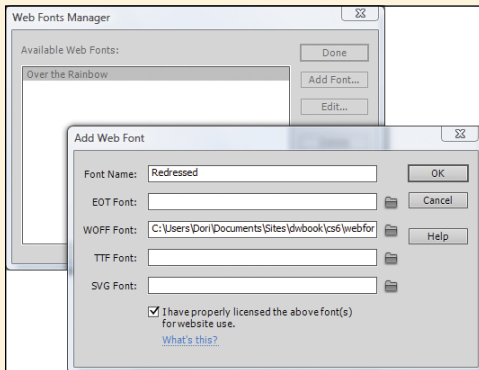 Web Fonts Manager
Available Web Fonts:
Over the Rainbow
Done
Add Font...
Edit...
Add Web Font
Font Name: Redressed
OK
EOT Font:
Cancel
WOFF Font: C:\Users\Dori\Documents\Sites\dwbook\cs6\webfor
Help
TTF Font:
SVG Font:
I have properly licensed the above font(s)
for website use.
What's this?